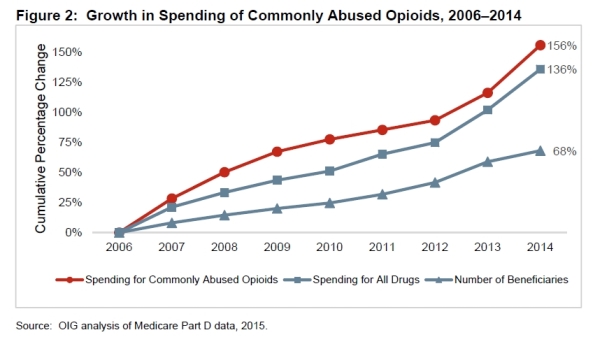 Figure 2: Growth in Spending of Commonly Abused Opioids, 2006–2014
Cumulative Percentage Change
150%
125%
100%
75%
50%
25%
0%
156%
136%
68%
2006 2007 2008 2009 2010 2011 2012 2013 2014
Spending for Commonly Abused Opioids Spending for All Drugs Number of Beneficiaries
Source: OIG analysis of Medicare Part D data, 2015.